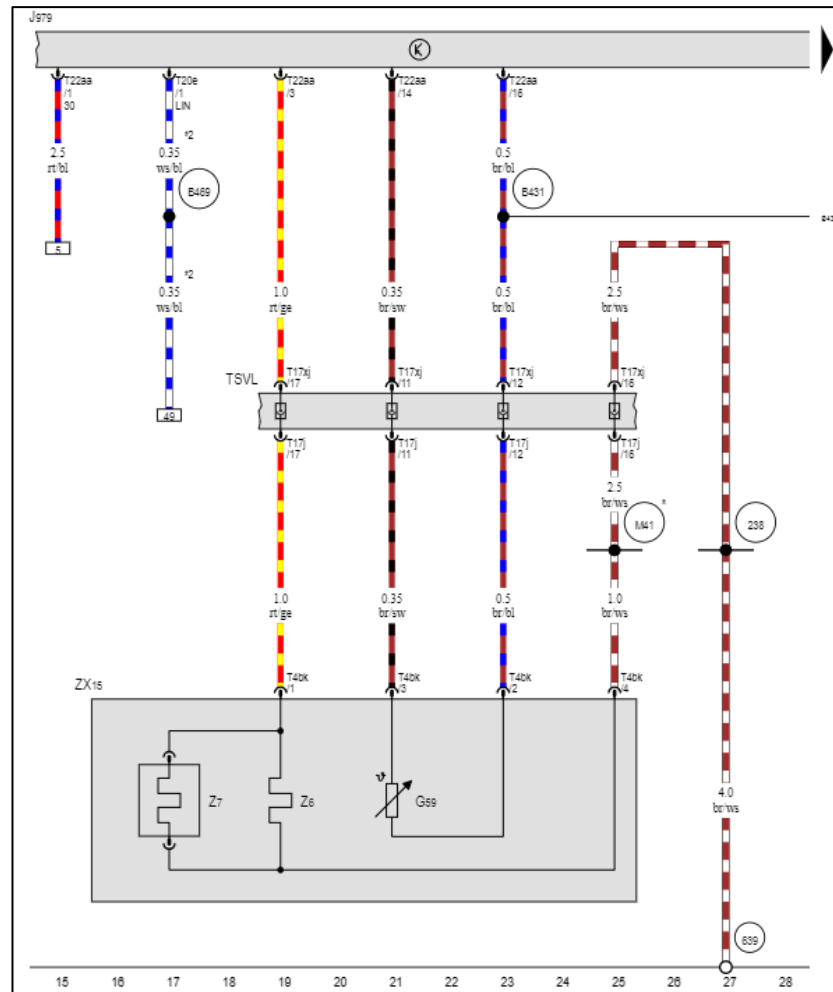 J979
T22aa
/1
30
T20e
/1
LIN
T22aa
/3
T22aa
/14
T22aa
/16
*2
2.5
rt/bl
0.35
ws/bl
B469
0.5
br/bl
B431
5
*2
0.35
ws/bl
1.0
rt/ge
0.35
br/sw
0.5
br/bl
2.5
br/ws
49
TSVL
T17xj
/17
T17xj
/11
T17xj
/12
T17xj
/16
T17j
/17
T17j
/11
T17j
/12
T17j
/16
2.5
br/ws
*
M41
238
1.0
rt/ge
0.35
br/sw
0.5
br/bl
1.0
br/ws
ZX15
T4bk
/1
T4bk
/3
T4bk
/2
T4bk
/4
Z7
Z6
ϑ
G59
4.0
br/ws
639
15 16 17 18 19 20 21 22 23 24 25 26 27 28